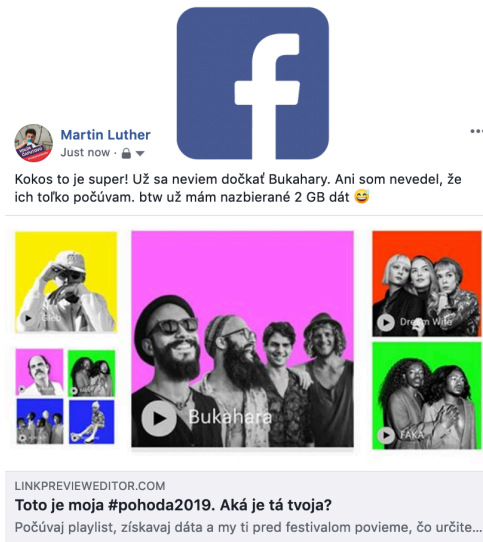 Martin Luther
Just now ·
Kokos to je super! Už sa neviem dočkať Bukahary. Ani som nevedel, že
ich toľko počúvam. btw už mám nazbierané 2 GB dát 😅
Bukahara
Dream Wife
FAKA
LINKPREVIEWEDITOR.COM
Toto je moja #pohoda2019. Aká je tá tvoja?
Počúvaj playlist, získavaj dáta a my ti pred festivalom povieme, čo určite...